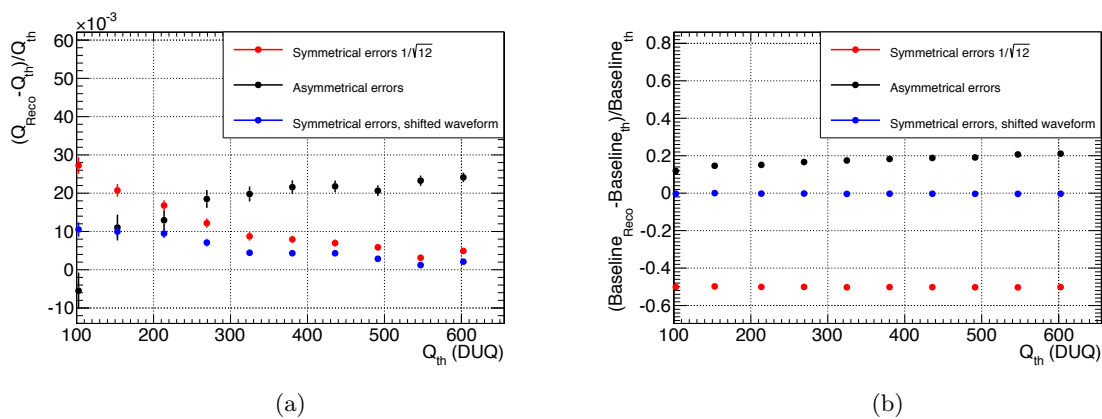 ×10⁻³
(Q_Reco-Q_th)/Q_th
60
50
40
30
20
10
0
-10
Symmetrical errors 1/√12
Asymmetrical errors
Symmetrical errors, shifted waveform
100 200 300 400 500 600
Q_th (DUQ)
(a)
(Baseline_Reco-Baseline_th)/Baseline_th
0.8
0.6
0.4
0.2
0
-0.2
-0.4
-0.6
Symmetrical errors 1/√12
Asymmetrical errors
Symmetrical errors, shifted waveform
100 200 300 400 500 600
Q_th (DUQ)
(b)